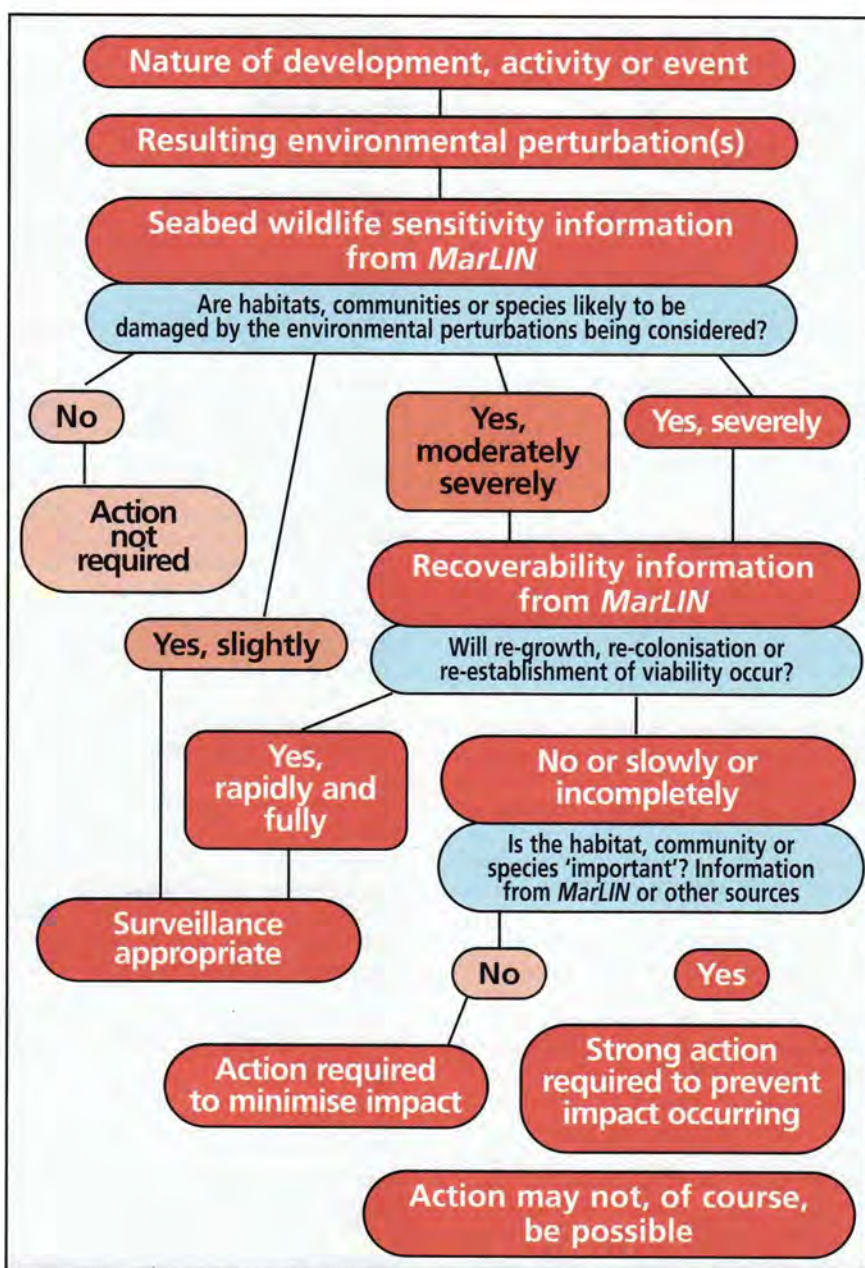 Nature of development, activity or event
Resulting environmental perturbation(s)
Seabed wildlife sensitivity information
from MarLIN
Are habitats, communities or species likely to be
damaged by the environmental perturbations being considered?
No
Yes,
moderately
severely
Yes, severely
Action
not
required
Recoverability information
from MarLIN
Yes, slightly
Will re-growth, re-colonisation or
re-establishment of viability occur?
Yes,
rapidly and
fully
No or slowly or
incompletely
Is the habitat, community or
species ‘important’? Information
from MarLIN or other sources
Surveillance
appropriate
No
Yes
Action required
to minimise impact
Strong action
required to prevent
impact occurring
Action may not, of course,
be possible